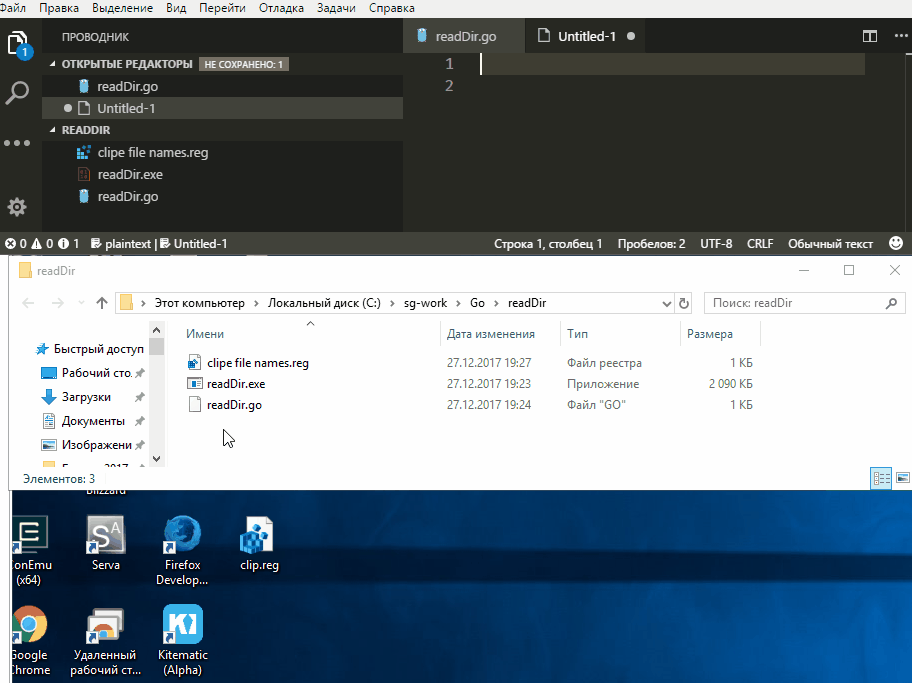 Файл Правка Выделение Вид Перейти Отладка Задачи Справка
ПРОВОДНИК
readDir.go Untitled-1
1
ОТКРЫТЫЕ РЕДАКТОРЫ НЕ СОХРАНЕНО: 1
1
readDir.go
2
Untitled-1
READDIR
clipe file names.reg
readDir.exe
readDir.go
0 0 1 plaintext | Untitled-1 Строка 1, столбец 1 Пробелов: 2 UTF-8 CRLF Обычный текст
readDir
Этот компьютер Локальный диск (C:) sg-work Go readDir
Поиск: readDir
Имени Дата изменения Тип Размера
Быстрый доступ
Рабочий сто.
Загрузки
Документы
Изображени
clipe file names.reg 27.12.2017 19:27 Файл реестра 1 КБ
readDir.exe 27.12.2017 19:23 Приложение 2 090 КБ
readDir.go 27.12.2017 19:24 Файл "GO" 1 КБ
Элементов: 3
Blizzard
ConEmu
(x64)
Serva
Firefox
Develop...
clip.reg
Google
Chrome
Удаленный
рабочий ст...
Kitematic
(Alpha)